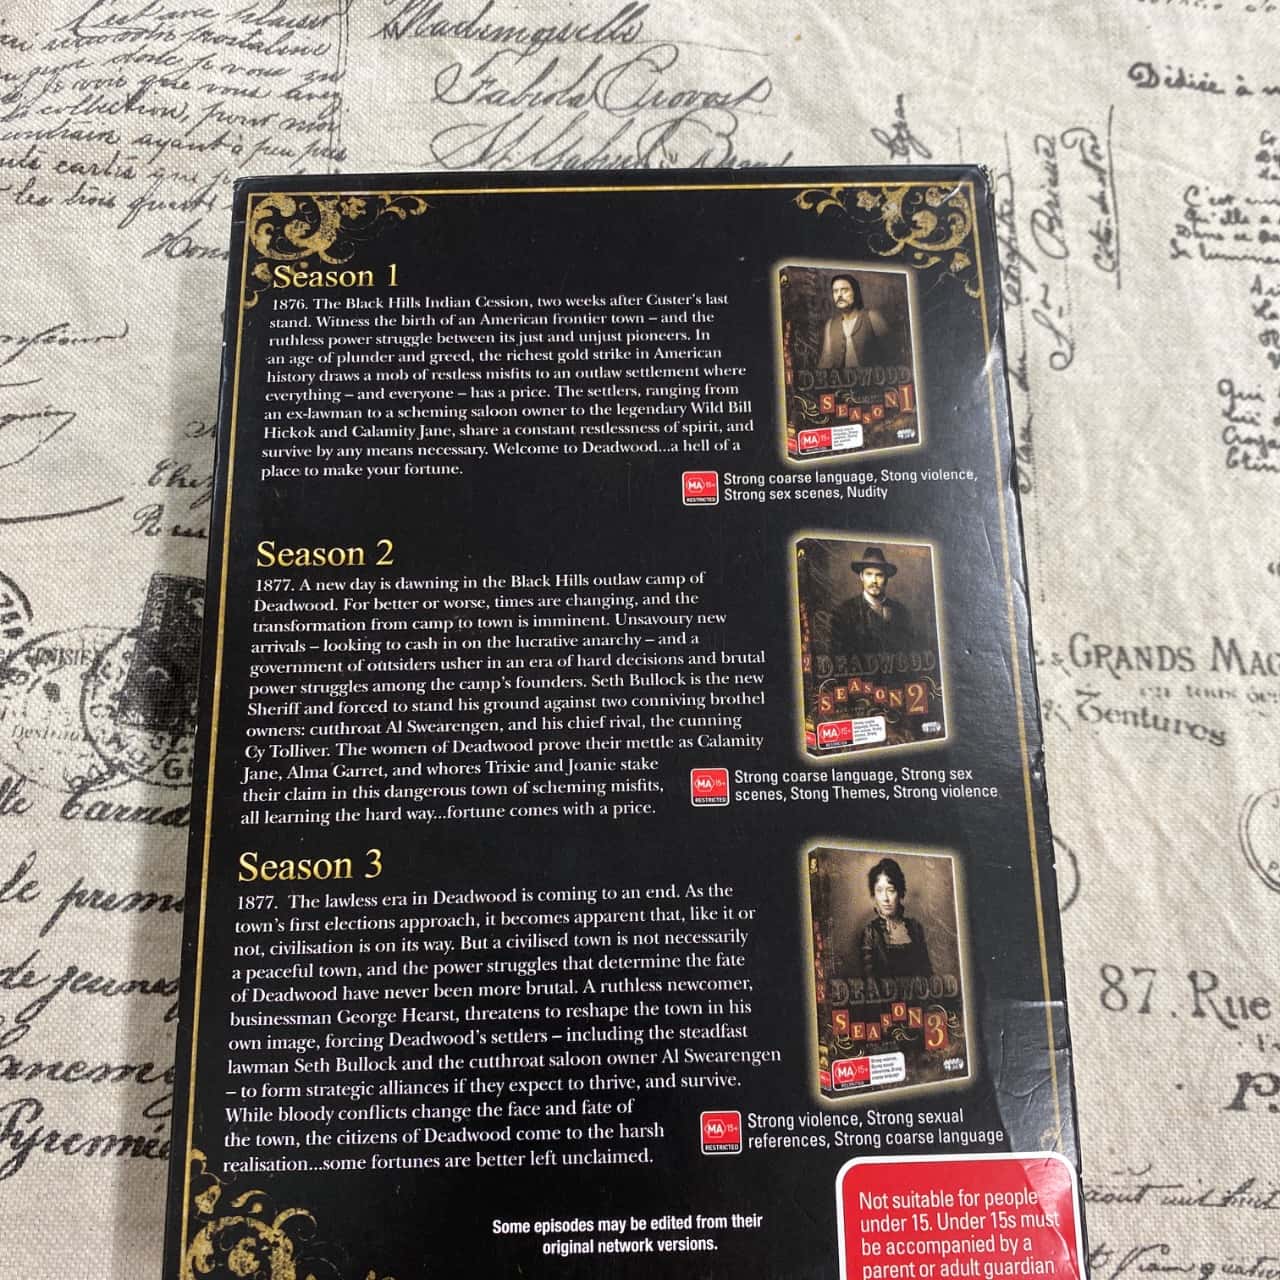 Mademoiselle
Dédiée à
Season 1
1876. The Black Hills Indian Cession, two weeks after Custer's last
stand. Witness the birth of an American frontier town – and the
ruthless power struggle between its just and unjust pioneers. In
an age of plunder and greed, the richest gold strike in American
history draws a mob of restless misfits to an outlaw settlement where
everything – and everyone – has a price. The settlers, ranging from
an ex-lawman to a scheming saloon owner to the legendary Wild Bill
Hickok and Calamity Jane, share a constant restlessness of spirit, and
survive by any means necessary. Welcome to Deadwood...a hell of a
place to make your fortune.
DEADWOOD
SEASON 1
MA 15+
MA 15+
RESTRICTED
Strong coarse language, Stong violence,
Strong sex scenes, Nudity
Season 2
1877. A new day is dawning in the Black Hills outlaw camp of
Deadwood. For better or worse, times are changing, and the
transformation from camp to town is imminent. Unsavoury new
arrivals – looking to cash in on the lucrative anarchy – and a
government of outsiders usher in an era of hard decisions and brutal
power struggles among the camp's founders. Seth Bullock is the new
Sheriff and forced to stand his ground against two conniving brothel
owners: cutthroat Al Swearengen, and his chief rival, the cunning
Cy Tolliver. The women of Deadwood prove their mettle as Calamity
Jane, Alma Garret, and whores Trixie and Joanie stake
their claim in this dangerous town of scheming misfits,
all learning the hard way...fortune comes with a price.
DEADWOOD
SEASON 2
MA 15+
MA 15+
RESTRICTED
Strong coarse language, Strong sex
scenes, Stong Themes, Strong violence
Season 3
1877. The lawless era in Deadwood is coming to an end. As the
town's first elections approach, it becomes apparent that, like it or
not, civilisation is on its way. But a civilised town is not necessarily
a peaceful town, and the power struggles that determine the fate
of Deadwood have never been more brutal. A ruthless newcomer,
businessman George Hearst, threatens to reshape the town in his
own image, forcing Deadwood's settlers – including the steadfast
lawman Seth Bullock and the cutthroat saloon owner Al Swearengen
– to form strategic alliances if they expect to thrive, and survive.
While bloody conflicts change the face and fate of
the town, the citizens of Deadwood come to the harsh
realisation...some fortunes are better left unclaimed.
DEADWOOD
SEASON 3
MA 15+
MA 15+
RESTRICTED
Strong violence, Strong sexual
references, Strong coarse language
Some episodes may be edited from their
original network versions.
Not suitable for people
under 15. Under 15s must
be accompanied by a
parent or adult guardian
GRANDS MAG
87. Rue